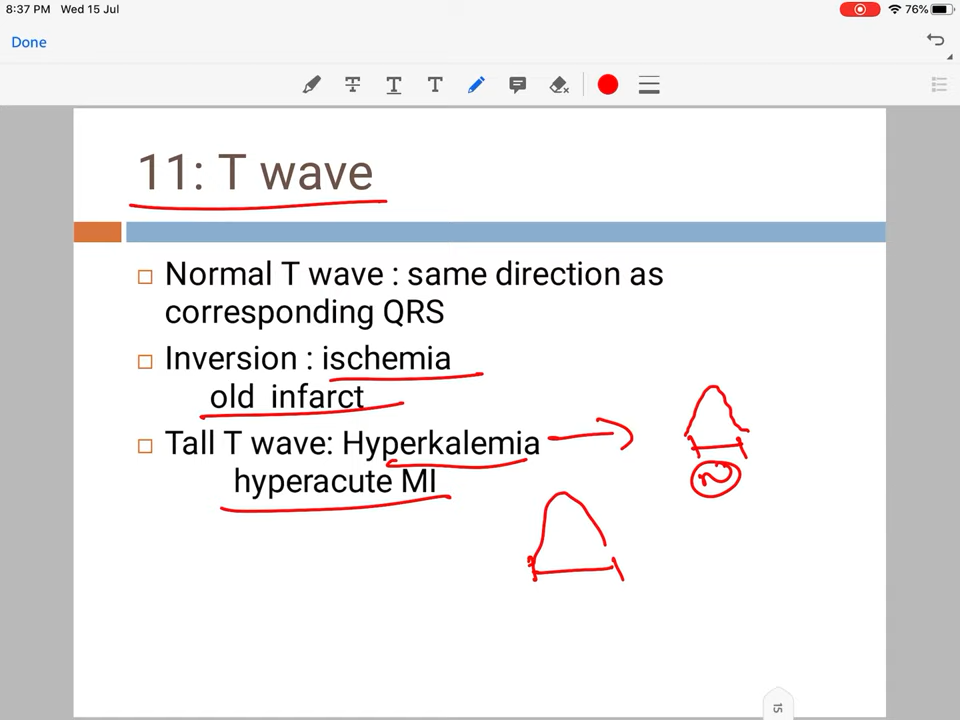 8:37 PM Wed 15 Jul
76%
Done
T T T
11: T wave
Normal T wave : same direction as
corresponding QRS
Inversion : ischemia
old infarct
Tall T wave: Hyperkalemia
hyperacute MI
15